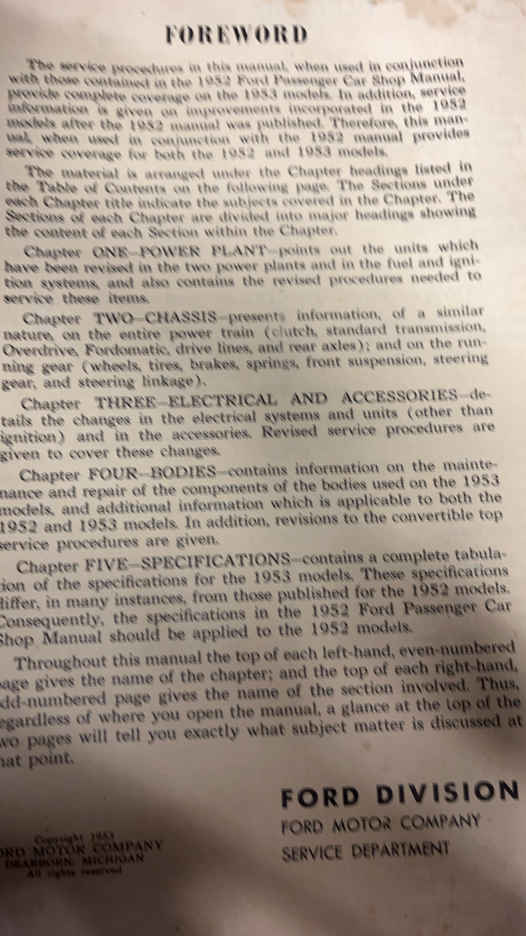 FOREWORD
The service procedures in this manual, when used in conjunction
with those contained in the 1952 Ford Passenger Car Shop Manual,
provide complete coverage on the 1953 models. In addition, service
information is given on improvements incorporated in the 1952
models after the 1952 manual was published. Therefore, this man-
ual, when used in conjunction with the 1952 manual provides
service coverage for both the 1952 and 1953 models.
The material is arranged under the Chapter headings listed in
the Table of Contents on the following page. The Sections under
each Chapter title indicate the subjects covered in the Chapter. The
Sections of each Chapter are divided into major headings showing
the content of each Section within the Chapter.
Chapter ONE—POWER PLANT—points out the units which
have been revised in the two power plants and in the fuel and igni-
tion systems, and also contains the revised procedures needed to
service these items.
Chapter TWO—CHASSIS—presents information, of a similar
nature, on the entire power train (clutch, standard transmission,
Overdrive, Fordomatic, drive lines, and rear axles); and on the run-
ning gear (wheels, tires, brakes, springs, front suspension, steering
gear, and steering linkage).
Chapter THREE—ELECTRICAL AND ACCESSORIES—de-
tails the changes in the electrical systems and units (other than
ignition) and in the accessories. Revised service procedures are
given to cover these changes.
Chapter FOUR—BODIES—contains information on the mainte-
nance and repair of the components of the bodies used on the 1953
models, and additional information which is applicable to both the
1952 and 1953 models. In addition, revisions to the convertible top
service procedures are given.
Chapter FIVE—SPECIFICATIONS—contains a complete tabula-
tion of the specifications for the 1953 models. These specifications
differ, in many instances, from those published for the 1952 models.
Consequently, the specifications in the 1952 Ford Passenger Car
Shop Manual should be applied to the 1952 models.
Throughout this manual the top of each left-hand, even-numbered
page gives the name of the chapter; and the top of each right-hand,
odd-numbered page gives the name of the section involved. Thus,
regardless of where you open the manual, a glance at the top of the
two pages will tell you exactly what subject matter is discussed at
that point.
FORD DIVISION
FORD MOTOR COMPANY
SERVICE DEPARTMENT
Copyright 1953
FORD MOTOR COMPANY
DEARBORN, MICHIGAN
All rights reserved